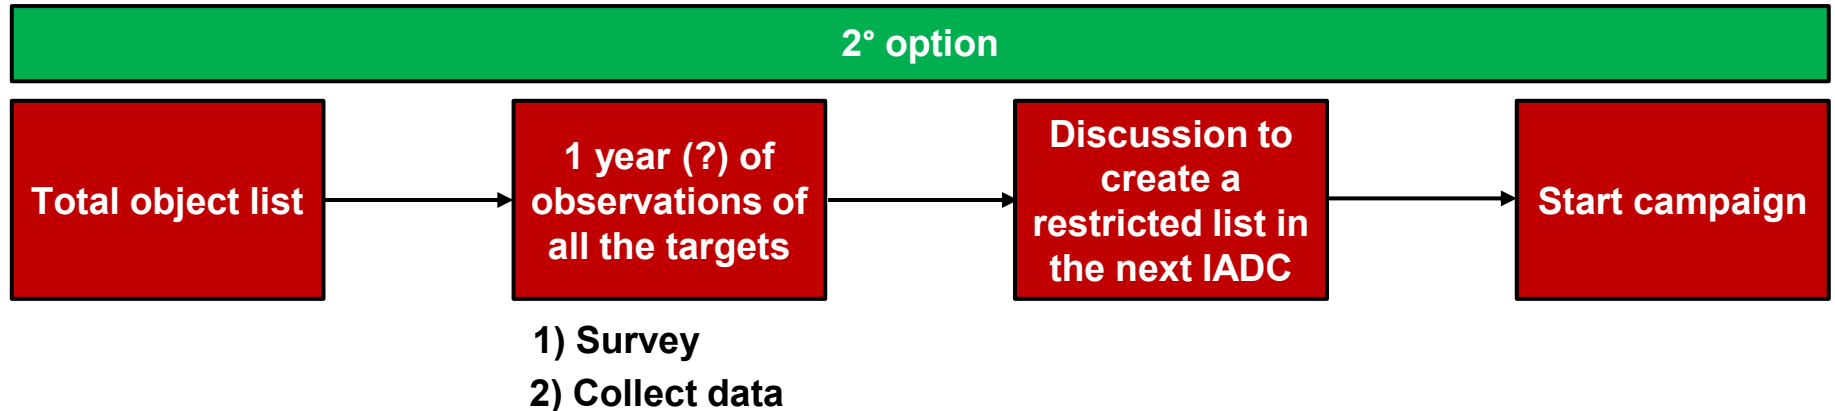 2° option
Total object list
1 year (?) of
observations of
all the targets
Discussion to
create a
restricted list in
the next IADC
Start campaign
1) Survey
2) Collect data